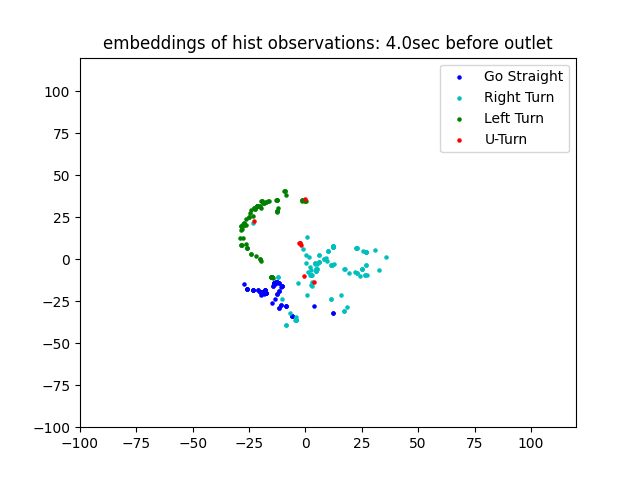 embeddings of hist observations: 4.0sec before outlet
Go Straight
Right Turn
Left Turn
U-Turn
100
75
50
25
0
−25
−50
−75
−100
−100 −75 −50 −25 0 25 50 75 100